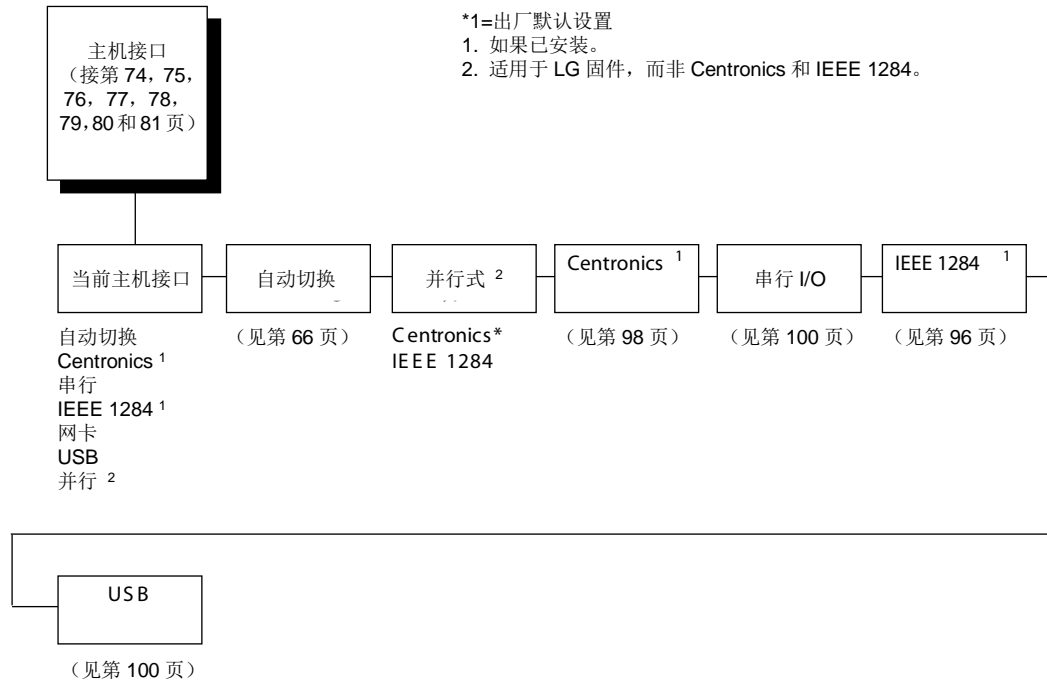 主机接口
（接第 74，75，
76，77，78，
79，80 和 81 页）
*1=出厂默认设置
1. 如果已安装。
2. 适用于 LG 固件，而非 Centronics 和 IEEE 1284。
当前主机接口
自动切换
Centronics 1
串行
IEEE 1284 1
网卡
USB
并行 2
自动切换
（见第 66 页）
并行式 2
Centronics*
IEEE 1284
Centronics 1
（见第 98 页）
串行 I/O
（见第 100 页）
IEEE 1284 1
（见第 96 页）
USB
（见第 100 页）